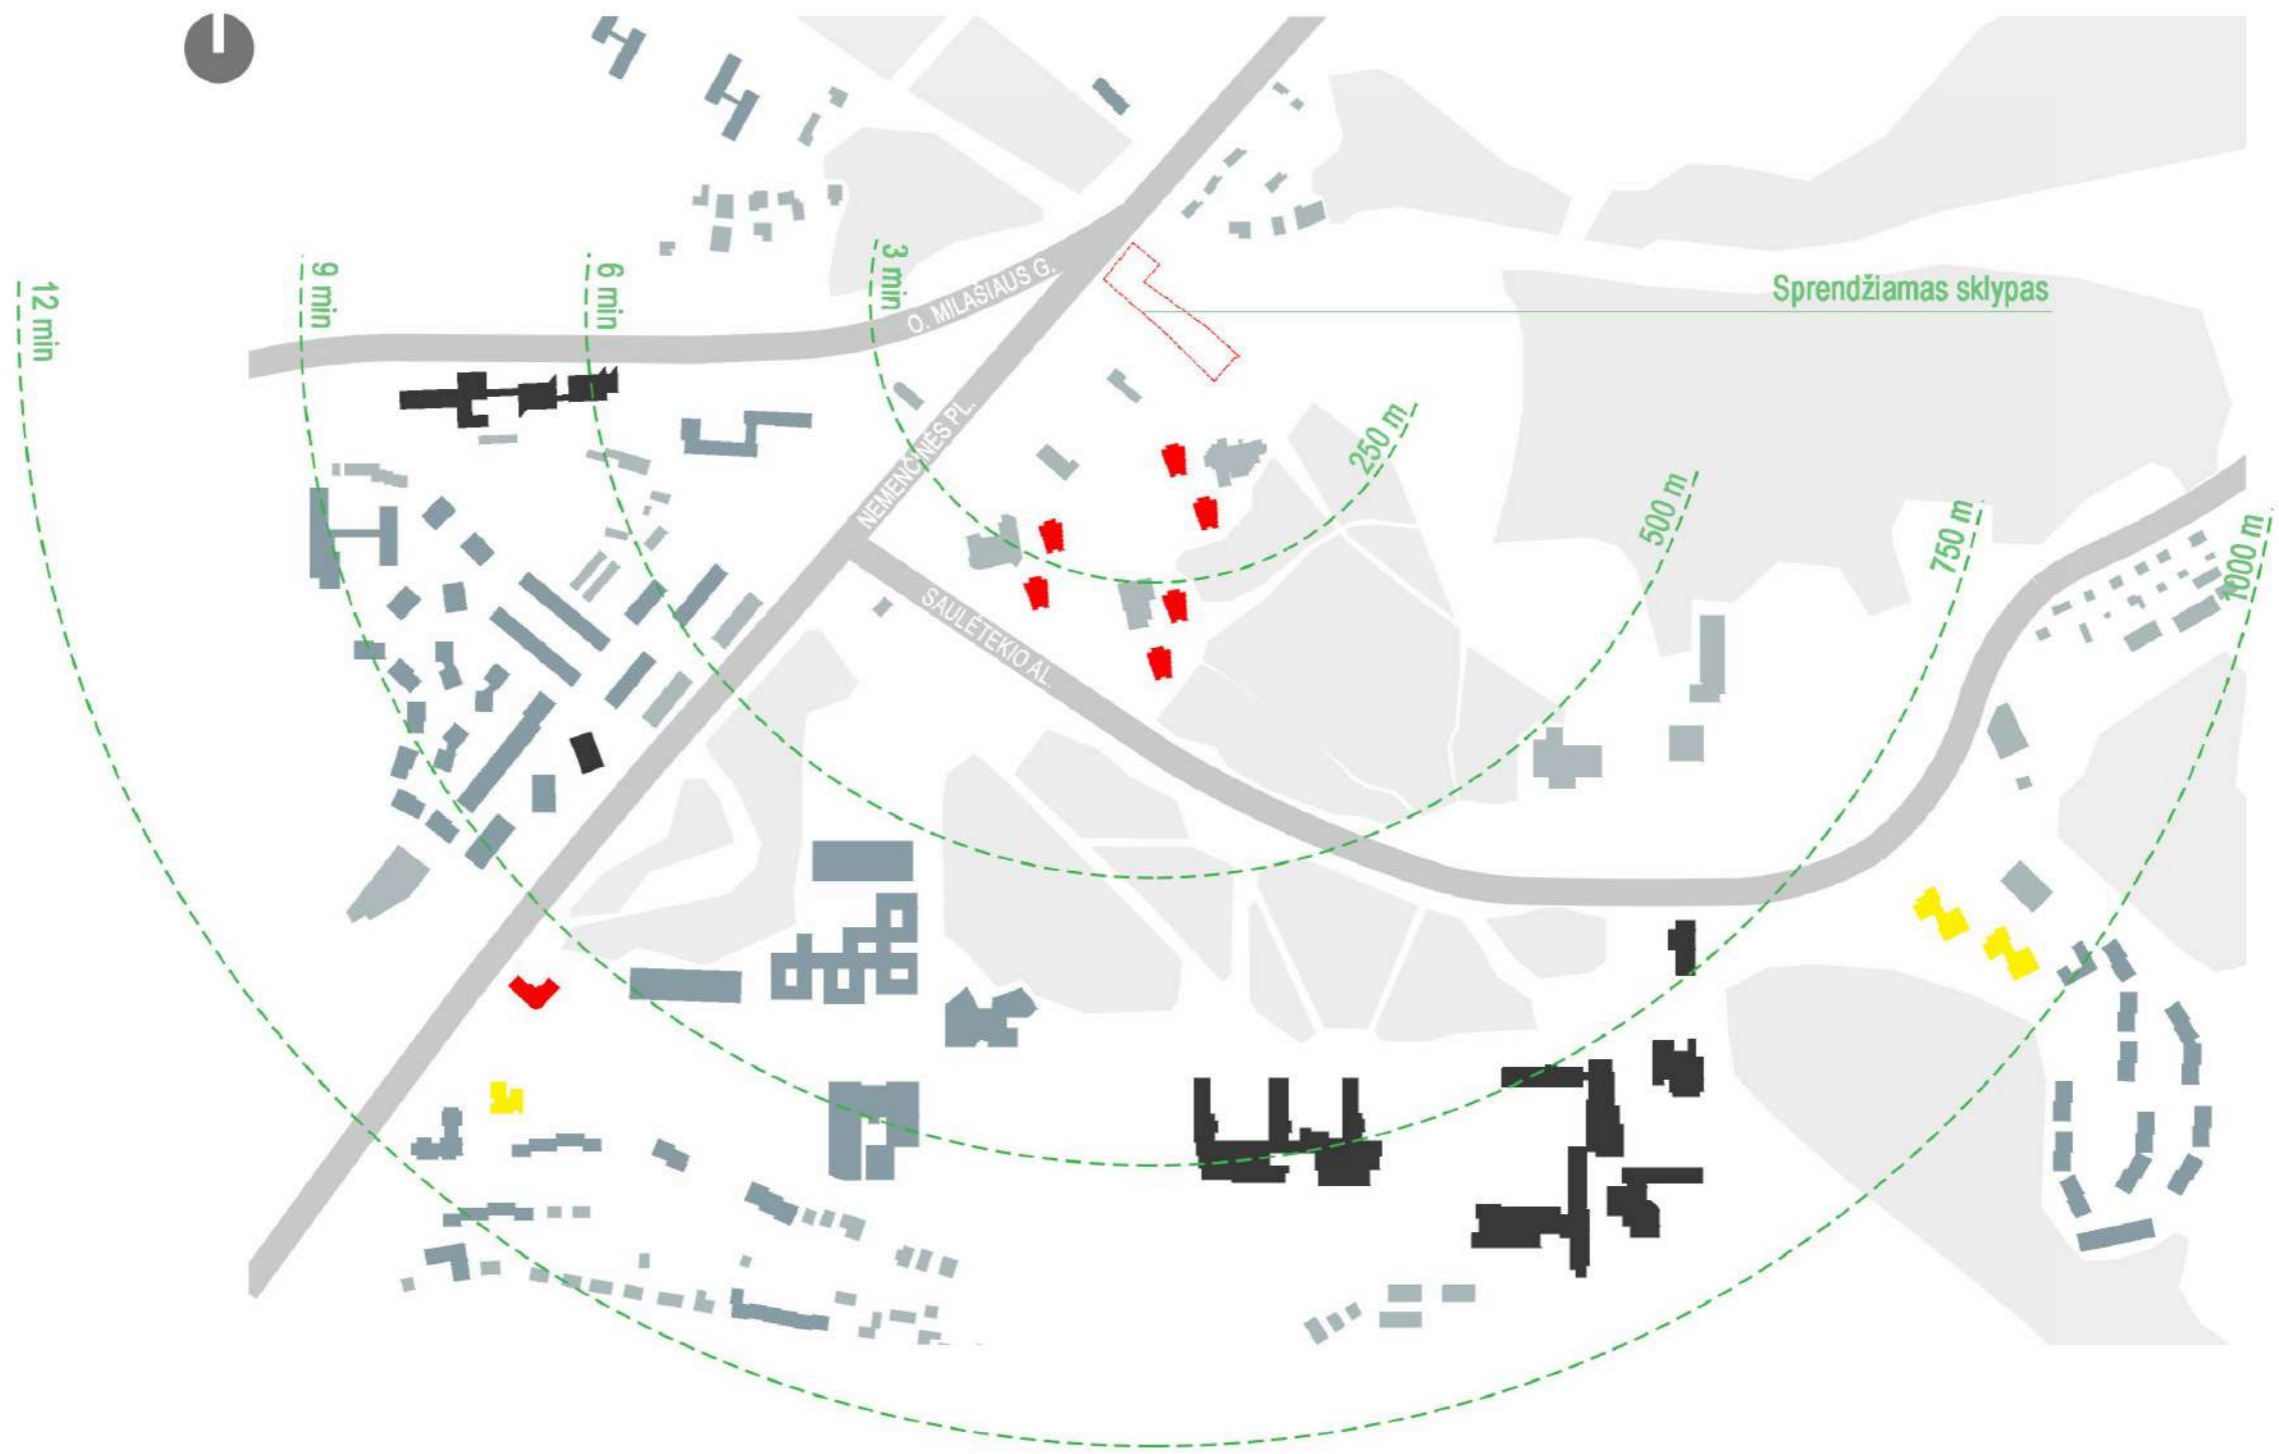 3 min
6 min
9 min
12 min
O. MILAŠIAUS G.
Sprendžiamas sklypas
NEMENČINĖS PL.
250 m
500 m
750 m
1000 m
SAULĖTEKIO AL.